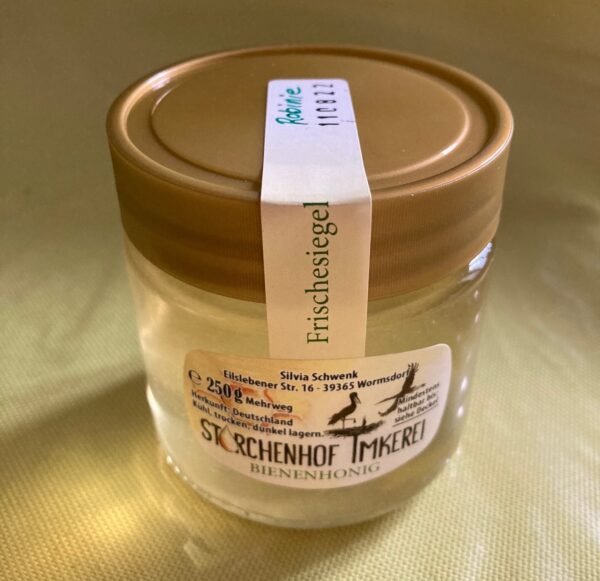 Robinie
110822
Frischesiegel
Silvia Schwenk
Eilslebener Str. 16 - 39365 Wormsdorf
℮ 250 g Mehrweg
Herkunft: Deutschland
Kühl, trocken, dunkel lagern.
Mindestens
haltbar bis:
siehe Deckel
STORCHENHOF IMKEREI
BIENENHONIG